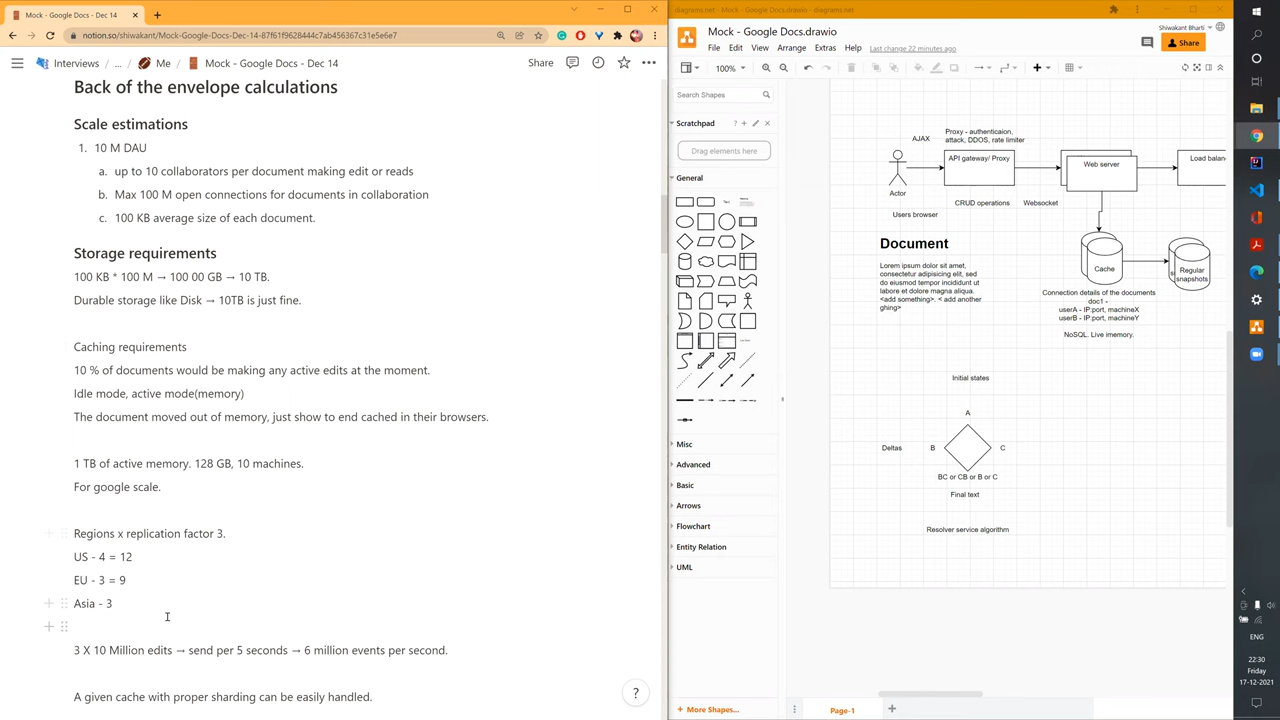 Mock - Google Docs - Dec 14
notion.so/shiwakant/Mock-Google-Docs-Dec-14-87f61f9628444c7ab456367c31e5e6e7
Interviews / ... / Me / Mock - Google Docs - Dec 14
Share
Back of the envelope calculations
Scale estimations
1. 10 M DAU
a. up to 10 collaborators per document making edit or reads
b. Max 100 M open connections for documents in collaboration
c. 100 KB average size of each document.
Storage requirements
100 KB * 100 M → 100 00 GB → 10 TB.
Durable storage like Disk → 10TB is just fine.
Caching requirements
10 % of documents would be making any active edits at the moment.
Idle mode, active mode(memory)
The document moved out of memory, just show to end cached in their browsers.
1 TB of active memory. 128 GB, 10 machines.
For google scale.
Regions x replication factor 3.
US - 4 = 12
EU - 3 = 9
Asia - 3
3 X 10 Million edits → send per 5 seconds → 6 million events per second.
A given cache with proper sharding can be easily handled.
?
diagrams.net - Mock - Google Docs.drawio - diagrams.net
Mock - Google Docs.drawio
Shiwakant Bharti
File Edit View Arrange Extras Help Last change 22 minutes ago
Share
100%
Search Shapes
Scratchpad
Drag elements here
General
Text
Misc
Advanced
Basic
Arrows
Flowchart
Entity Relation
UML
+ More Shapes...
Page-1
AJAX
Proxy - authenticaion,
attack, DDOS, rate limiter
API gateway/ Proxy
Web server
Load balanc
Actor
CRUD operations
Websocket
Users browser
Document
Lorem ipsum dolor sit amet,
consectetur adipisicing elit, sed
do eiusmod tempor incididunt ut
labore et dolore magna aliqua.
<add something>. < add another
ghing>
Cache
Regular
snapshots
Connection details of the documents
doc1 -
userA - IP:port, machineX
userB - IP:port, machineY
NoSQL. Live imemory.
Initial states
A
Deltas
B
C
BC or CB or B or C
Final text
Resolver service algorithm
ENG
22:30
Friday
17-12-2021